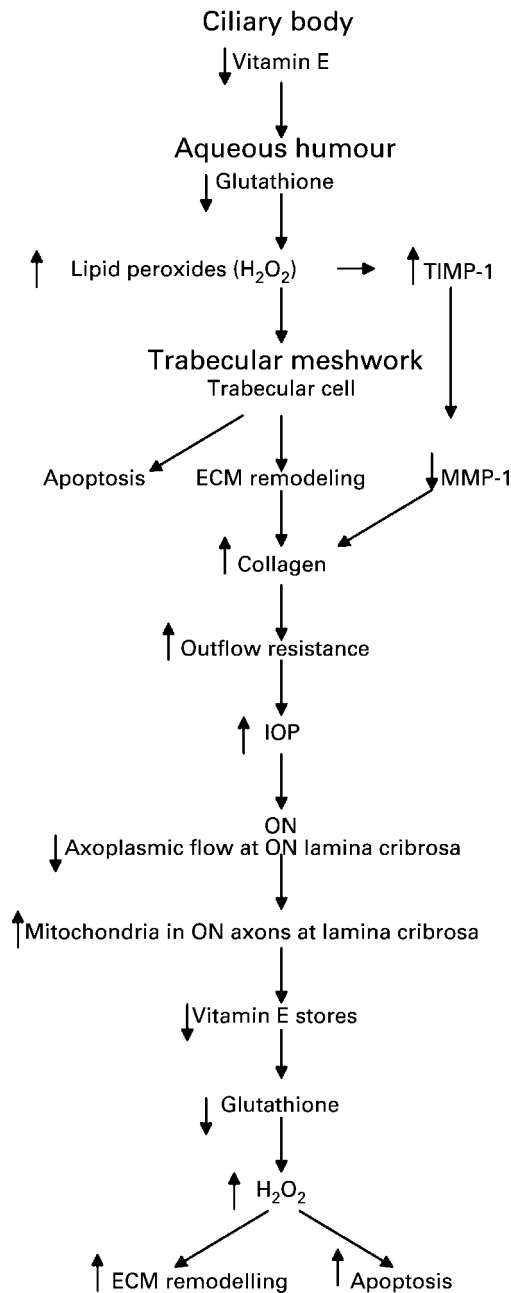 Ciliary body
Vitamin E
Aqueous humour
Glutathione
Lipid peroxides (H₂O₂)
TIMP-1
Trabecular meshwork
Trabecular cell
Apoptosis
ECM remodeling
MMP-1
Collagen
Outflow resistance
IOP
ON
Axoplasmic flow at ON lamina cribrosa
Mitochondria in ON axons at lamina cribrosa
Vitamin E stores
Glutathione
H₂O₂
ECM remodelling
Apoptosis